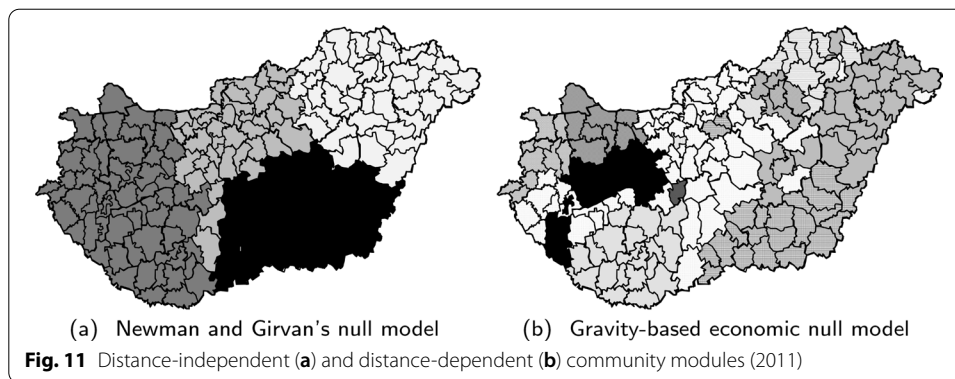 (a) Newman and Girvan's null model
(b) Gravity-based economic null model
Fig. 11 Distance-independent (a) and distance-dependent (b) community modules (2011)